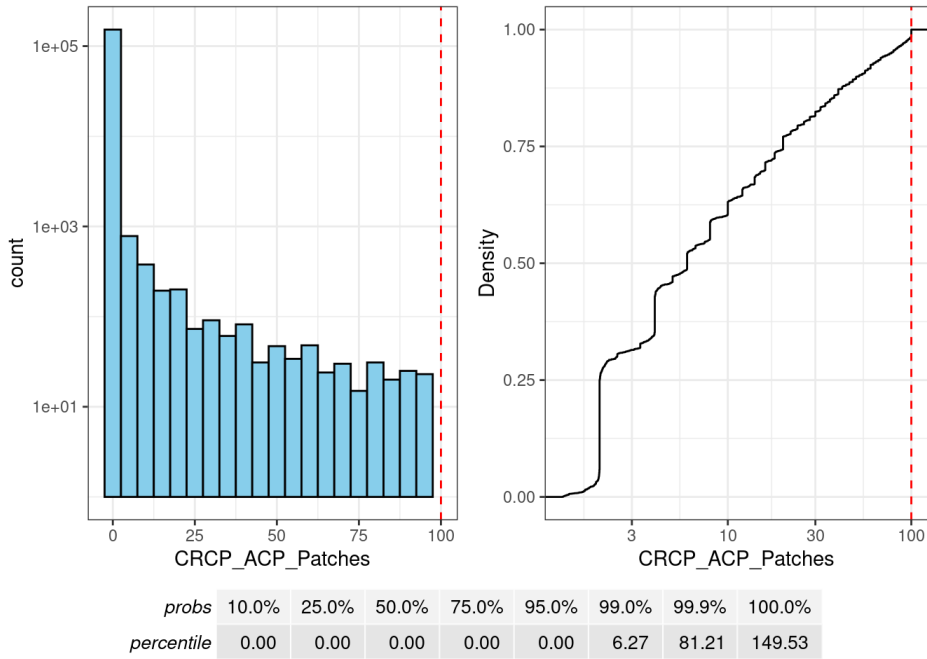 1e+05
1e+03
1e+01
count
0 25 50 75 100
CRCP_ACP_Patches
1.00
0.75
0.50
0.25
0.00
Density
3 10 30 100
CRCP_ACP_Patches
probs 10.0% 25.0% 50.0% 75.0% 95.0% 99.0% 99.9% 100.0%
percentile 0.00 0.00 0.00 0.00 0.00 6.27 81.21 149.53